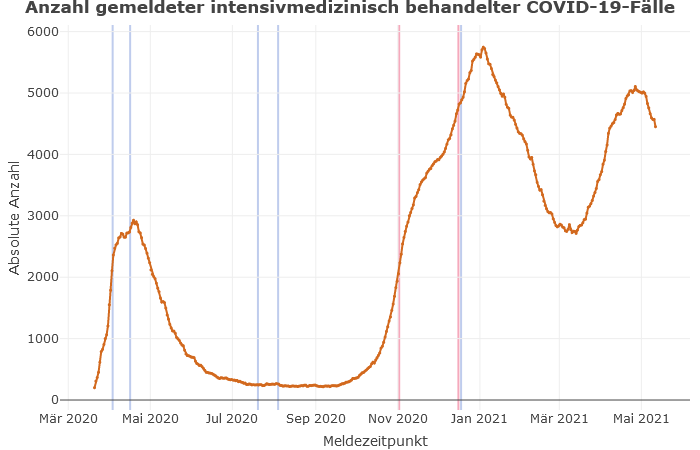 Anzahl gemeldeter intensivmedizinisch behandelter COVID-19-Fälle
6000
5000
4000
3000
2000
1000
0
Absolute Anzahl
Mär 2020 Mai 2020 Jul 2020 Sep 2020 Nov 2020 Jan 2021 Mär 2021 Mai 2021
Meldezeitpunkt